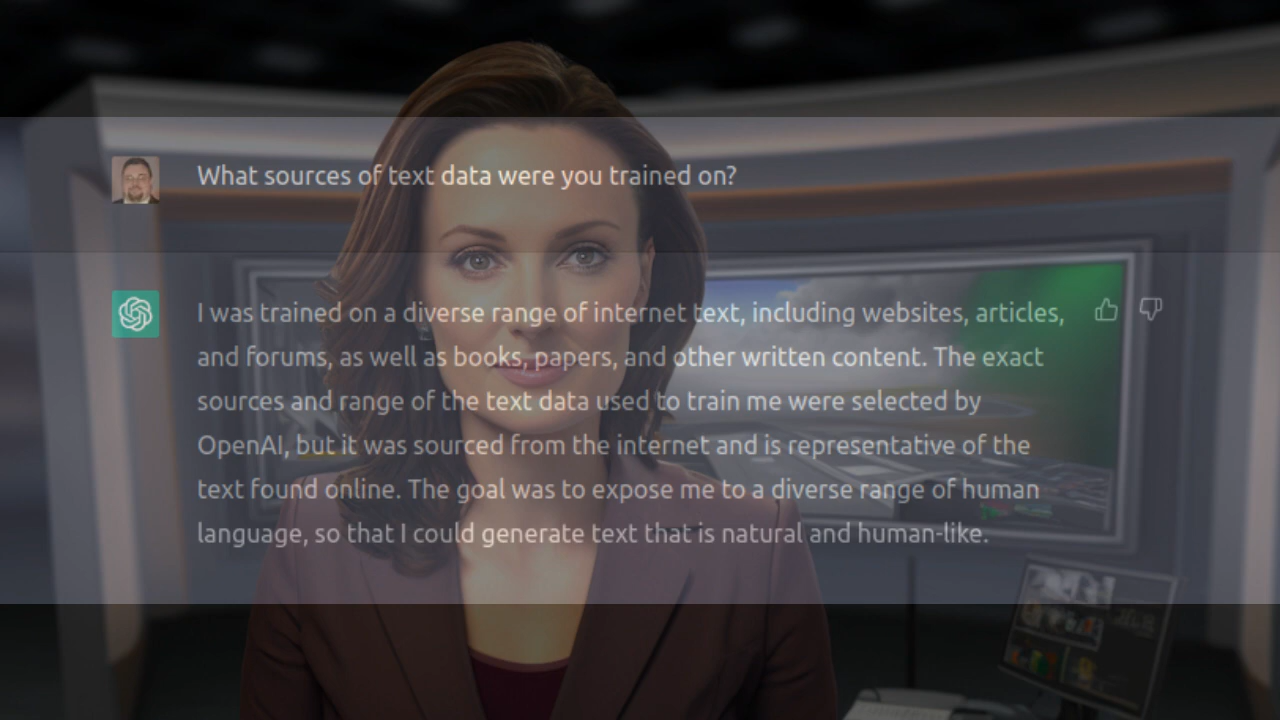 What sources of text data were you trained on?
I was trained on a diverse range of internet text, including websites, articles,
and forums, as well as books, papers, and other written content. The exact
sources and range of the text data used to train me were selected by
OpenAI, but it was sourced from the internet and is representative of the
text found online. The goal was to expose me to a diverse range of human
language, so that I could generate text that is natural and human-like.